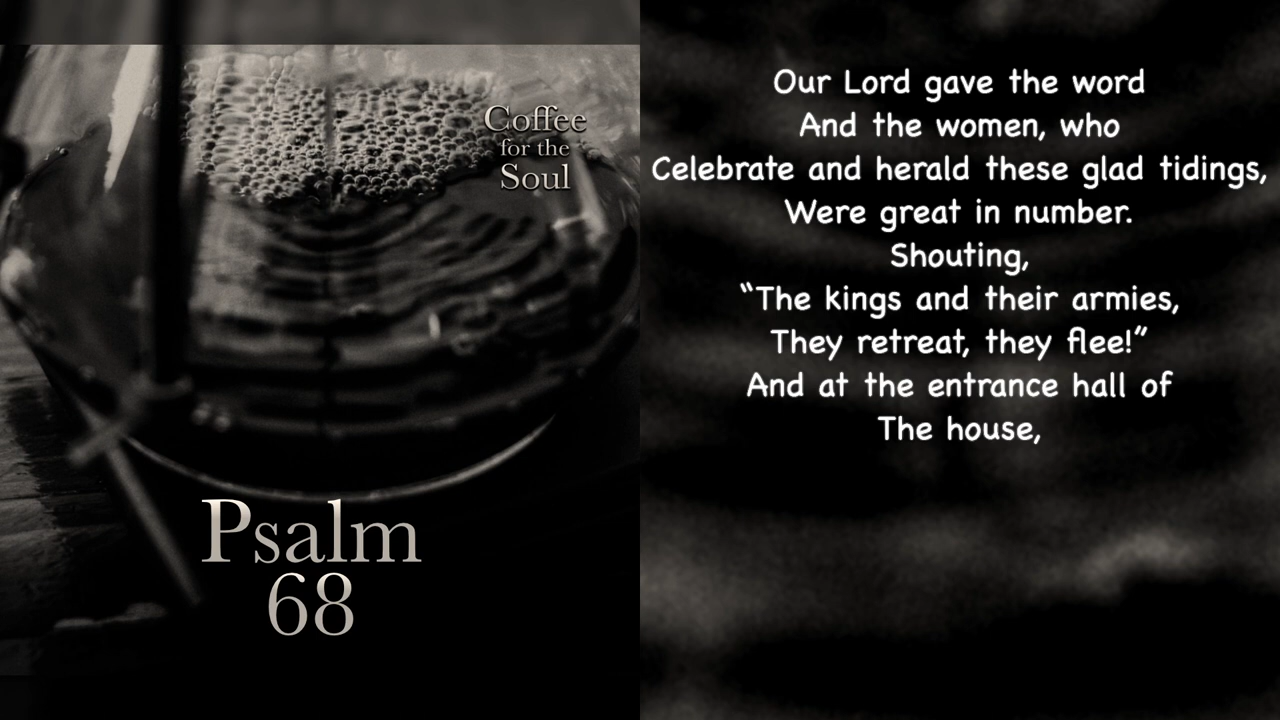 Coffee
for the
Soul
Psalm
68
Our Lord gave the word
And the women, who
Celebrate and herald these glad tidings,
Were great in number.
Shouting,
“The kings and their armies,
They retreat, they flee!”
And at the entrance hall of
The house,